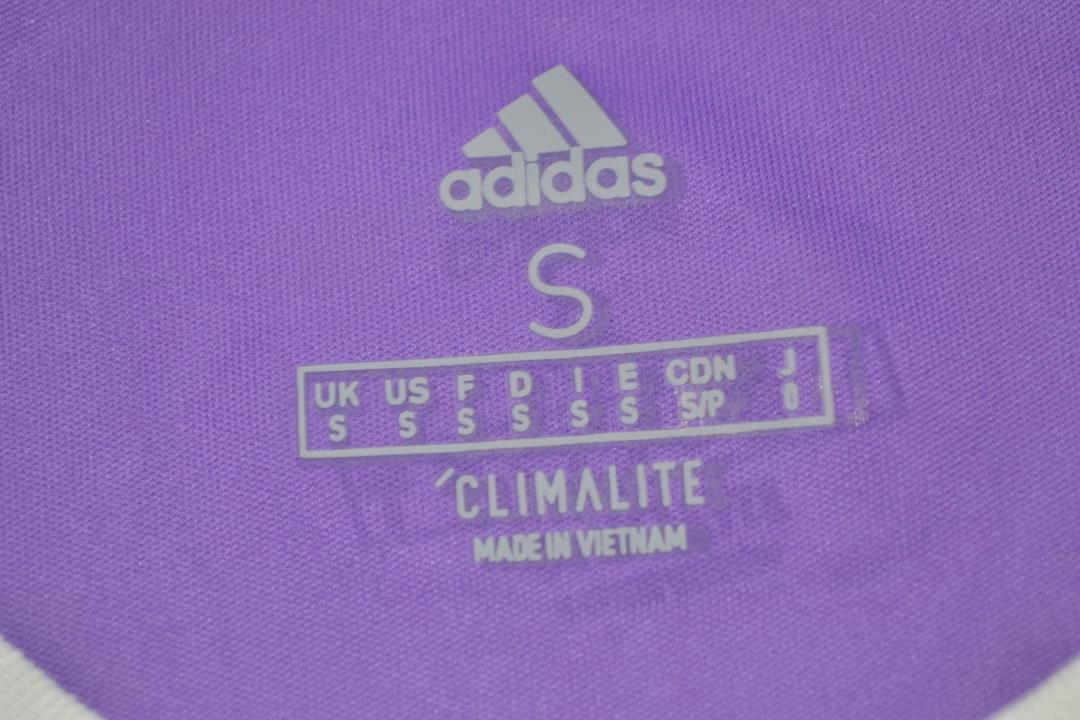 adidas
S
UK US F D I E CDN J
S S S S S S S/P O
´CLIMALITE
MADE IN VIETNAM